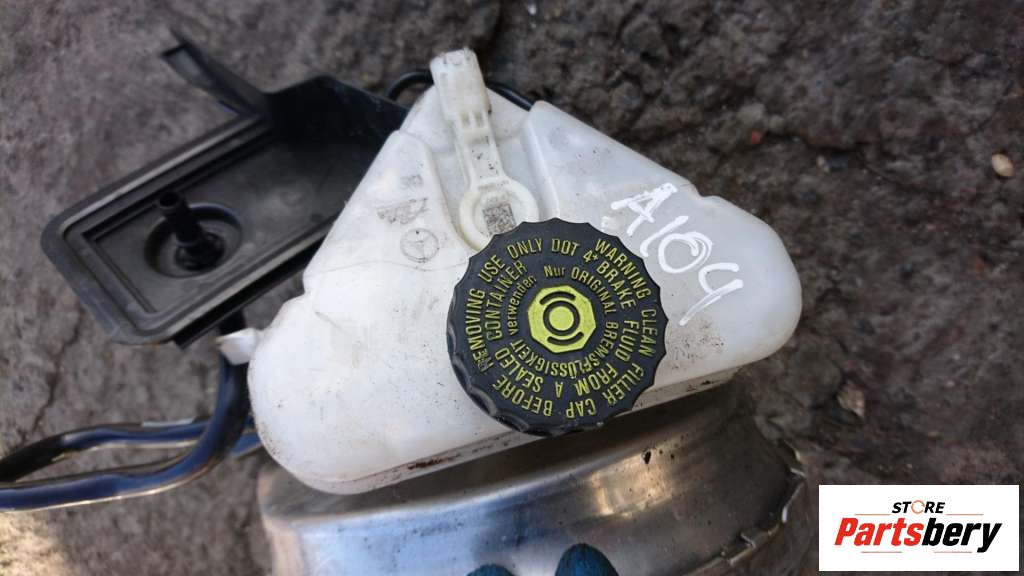 A104
WARNING CLEAN FILLER CAP BEFORE REMOVING
USE ONLY DOT 4+ BRAKE FLUID FROM A SEALED CONTAINER
Nur ORIGINAL BREMSFLÜSSIGKEIT verwenden
STORE
Partsbery